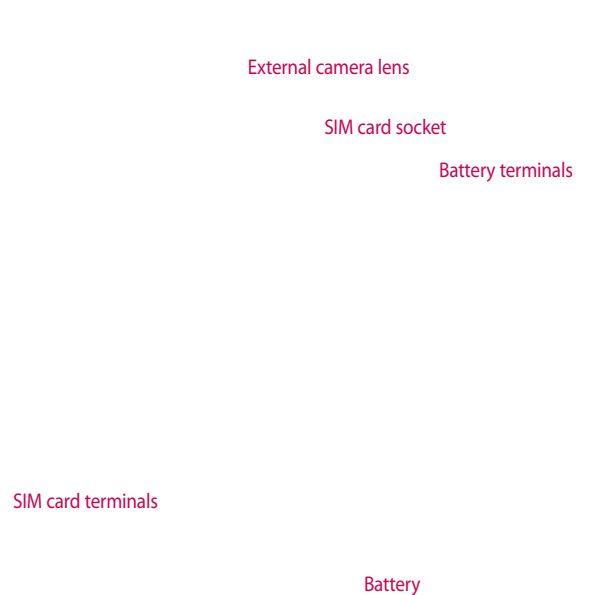 External camera lens
SIM card socket
Battery terminals
SIM card terminals
Battery